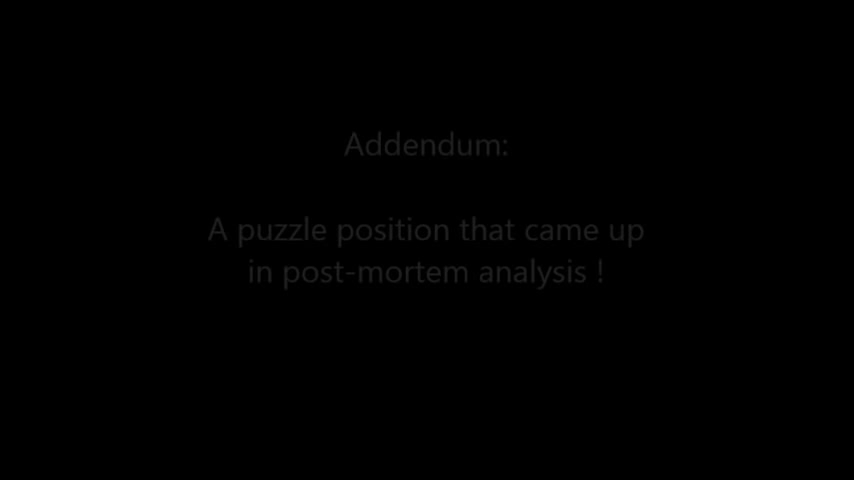 Addendum:
A puzzle position that came up
in post-mortem analysis !